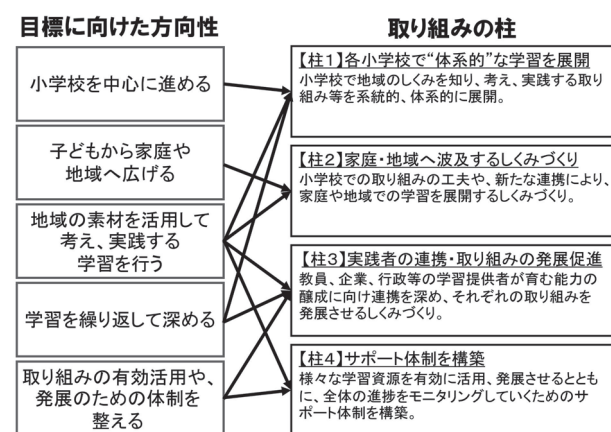 目標に向けた方向性
小学校を中心に進める
子どもから家庭や
地域へ広げる
地域の素材を活用して
考え、実践する
学習を行う
学習を繰り返して深める
取り組みの有効活用や、
発展のための体制を
整える
取り組みの柱
【柱1】各小学校で“体系的”な学習を展開
小学校で地域のしくみを知り、考え、実践する取り
組み等を系統的、体系的に展開。
【柱2】家庭・地域へ波及するしくみづくり
小学校での取り組みの工夫や、新たな連携により、
家庭や地域での学習を展開するしくみづくり。
【柱3】実践者の連携・取り組みの発展促進
教員、企業、行政等の学習提供者が育む能力の
醸成に向け連携を深め、それぞれの取り組みを
発展させるしくみづくり。
【柱4】サポート体制を構築
様々な学習資源を有効に活用、発展させるととも
に、全体の進捗をモニタリングしていくためのサ
ポート体制を構築。